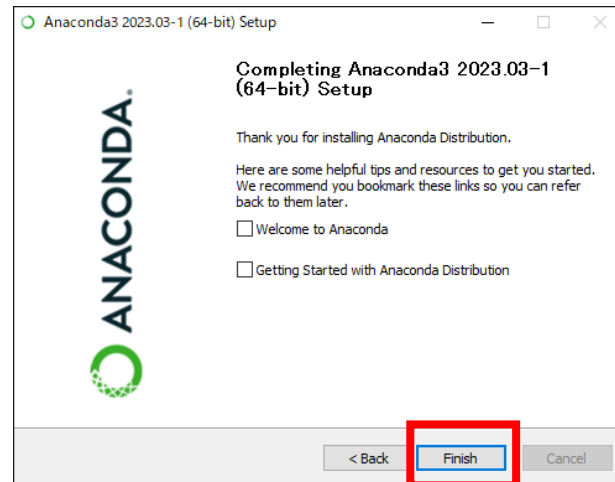 Anaconda3 2023.03-1 (64-bit) Setup
Completing Anaconda3 2023.03-1
(64-bit) Setup
ANACONDA.
Thank you for installing Anaconda Distribution.
Here are some helpful tips and resources to get you started.
We recommend you bookmark these links so you can refer
back to them later.
Welcome to Anaconda
Getting Started with Anaconda Distribution
< Back
Finish
Cancel